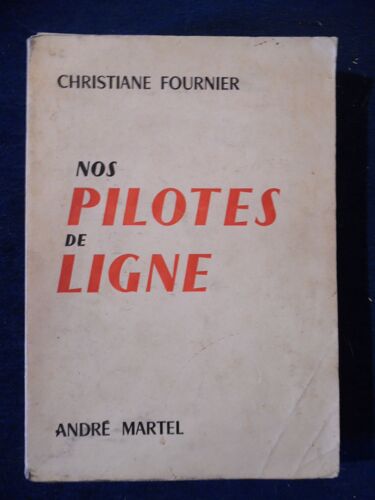 CHRISTIANE FOURNIER
NOS
PILOTES
DE
LIGNE
ANDRÉ MARTEL